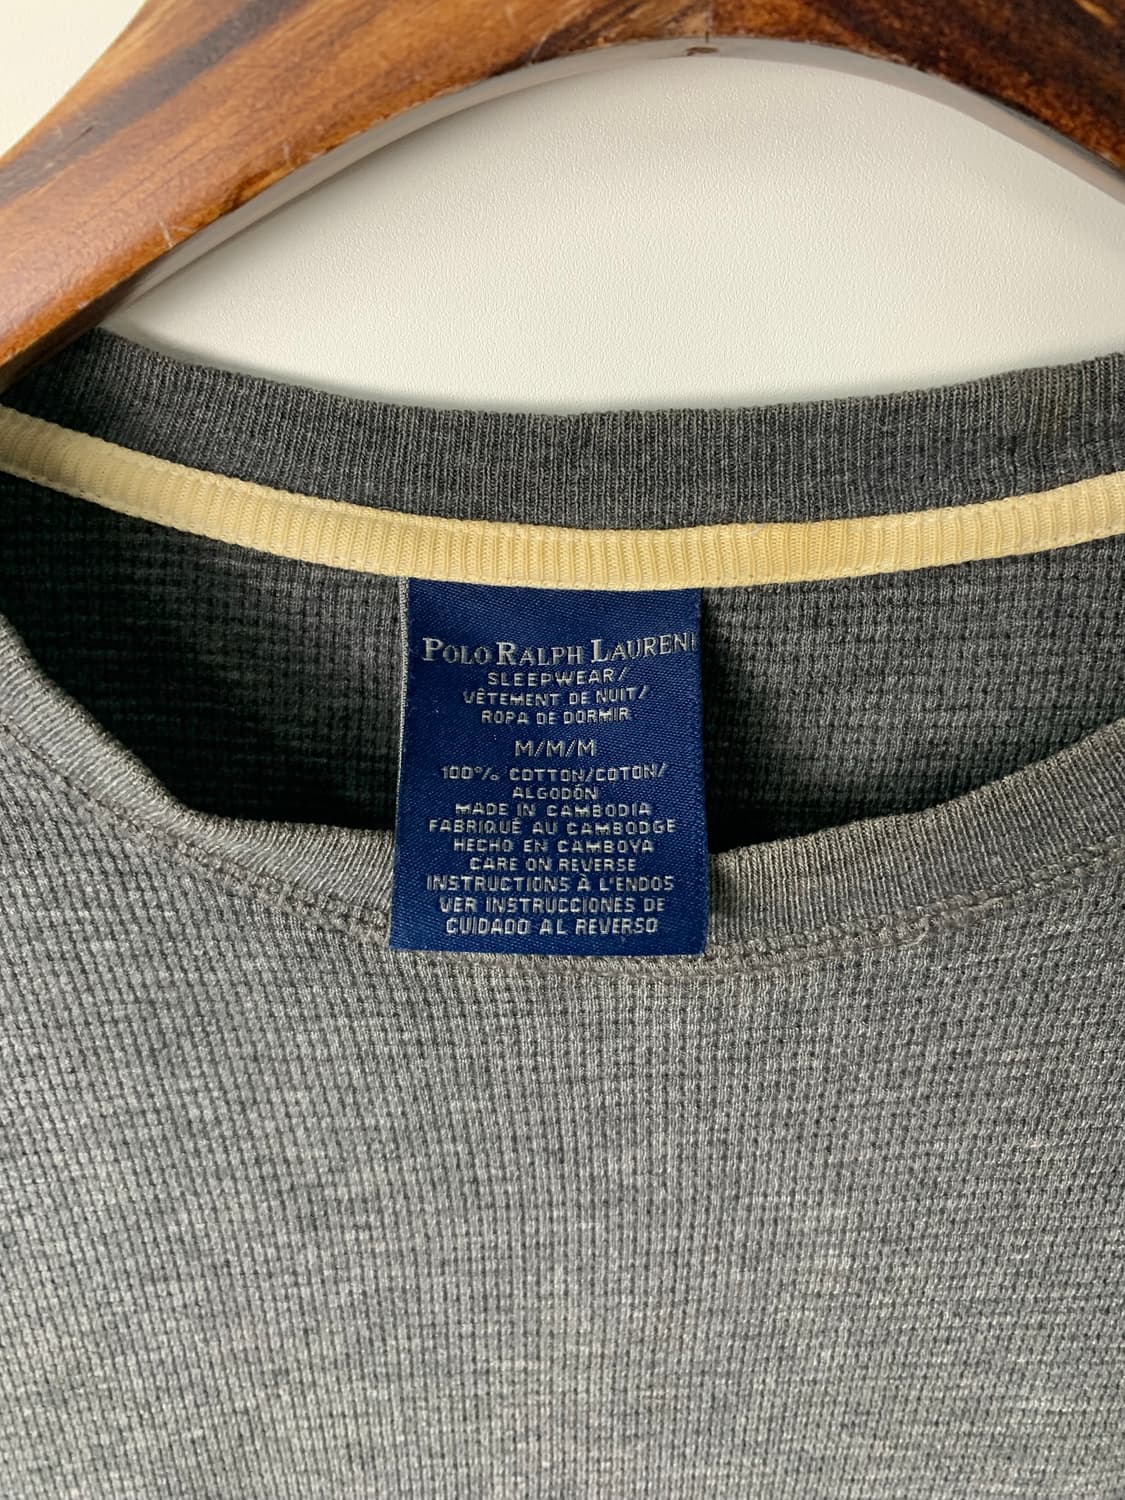 POLO RALPH LAUREN
SLEEPWEAR/
VÊTEMENT DE NUIT/
ROPA DE DORMIR
M/M/M
100% COTTON/COTON/
ALGODÓN
MADE IN CAMBODIA
FABRIQUÉ AU CAMBODGE
HECHO EN CAMBOYA
CARE ON REVERSE
INSTRUCTIONS À L'ENDOS
VER INSTRUCCIONES DE
CUIDADO AL REVERSO